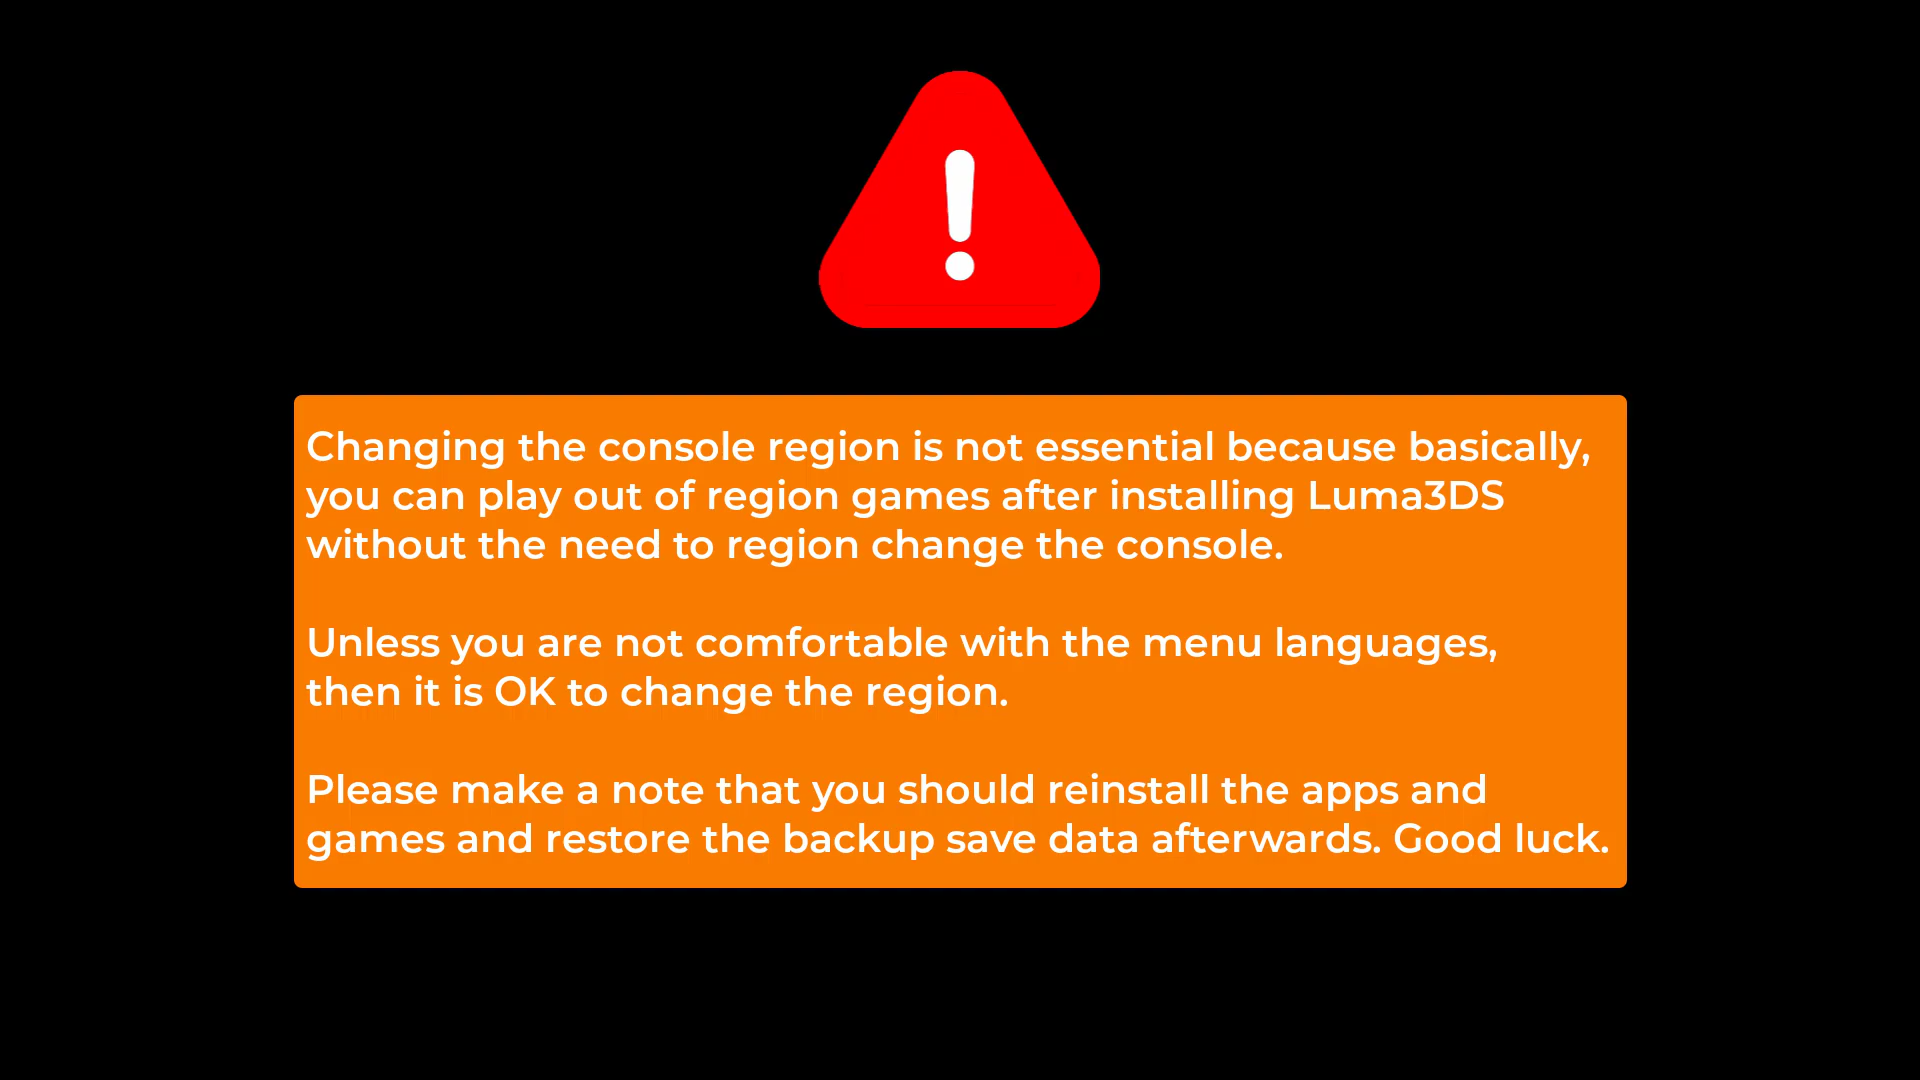 Changing the console region is not essential because basically,
you can play out of region games after installing Luma3DS
without the need to region change the console.
Unless you are not comfortable with the menu languages,
then it is OK to change the region.
Please make a note that you should reinstall the apps and
games and restore the backup save data afterwards. Good luck.